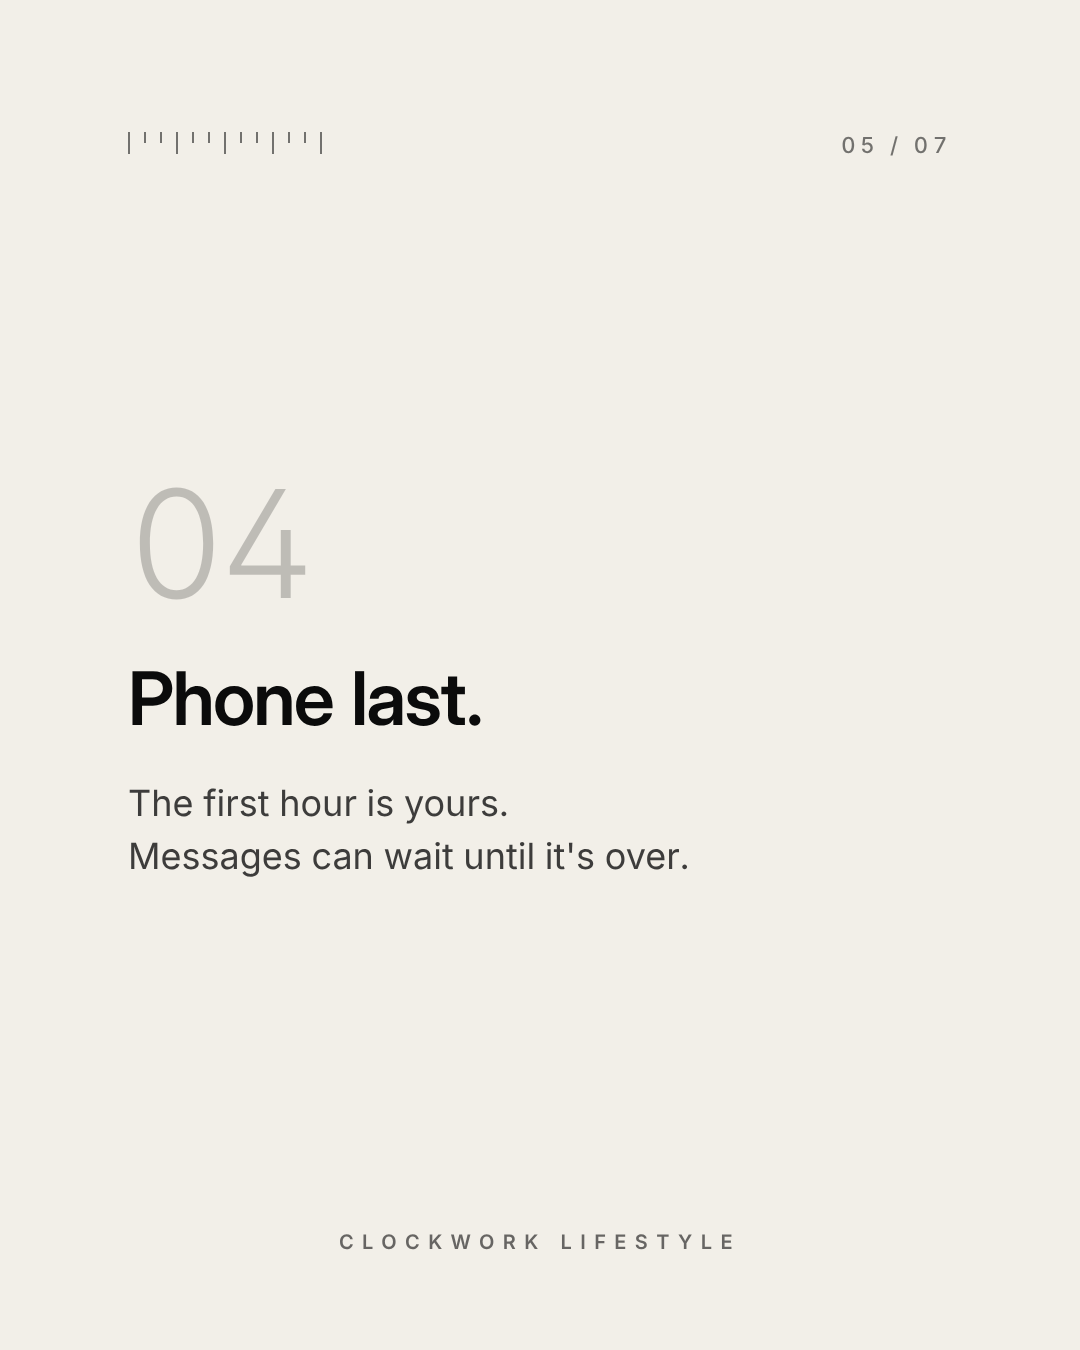 05 / 07
04
Phone last.
The first hour is yours.
Messages can wait until it's over.
CLOCKWORK LIFESTYLE